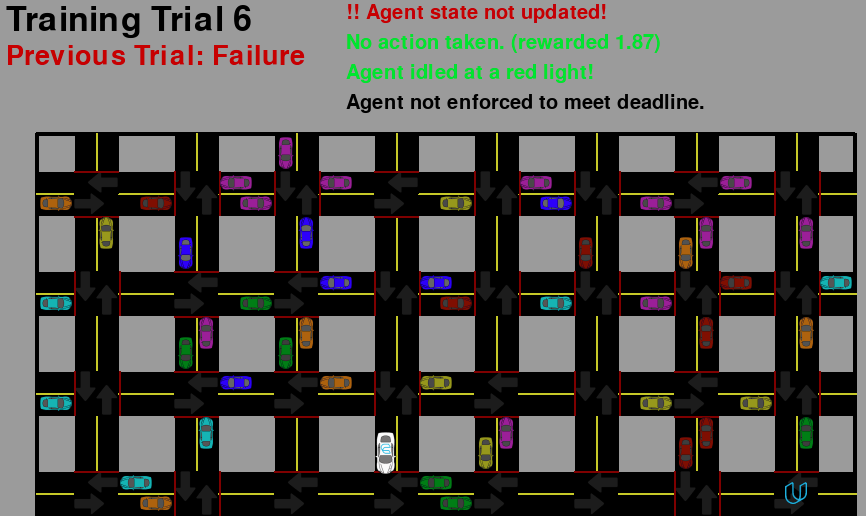 Training Trial 6
Previous Trial: Failure
!! Agent state not updated!
No action taken. (rewarded 1.87)
Agent idled at a red light!
Agent not enforced to meet deadline.